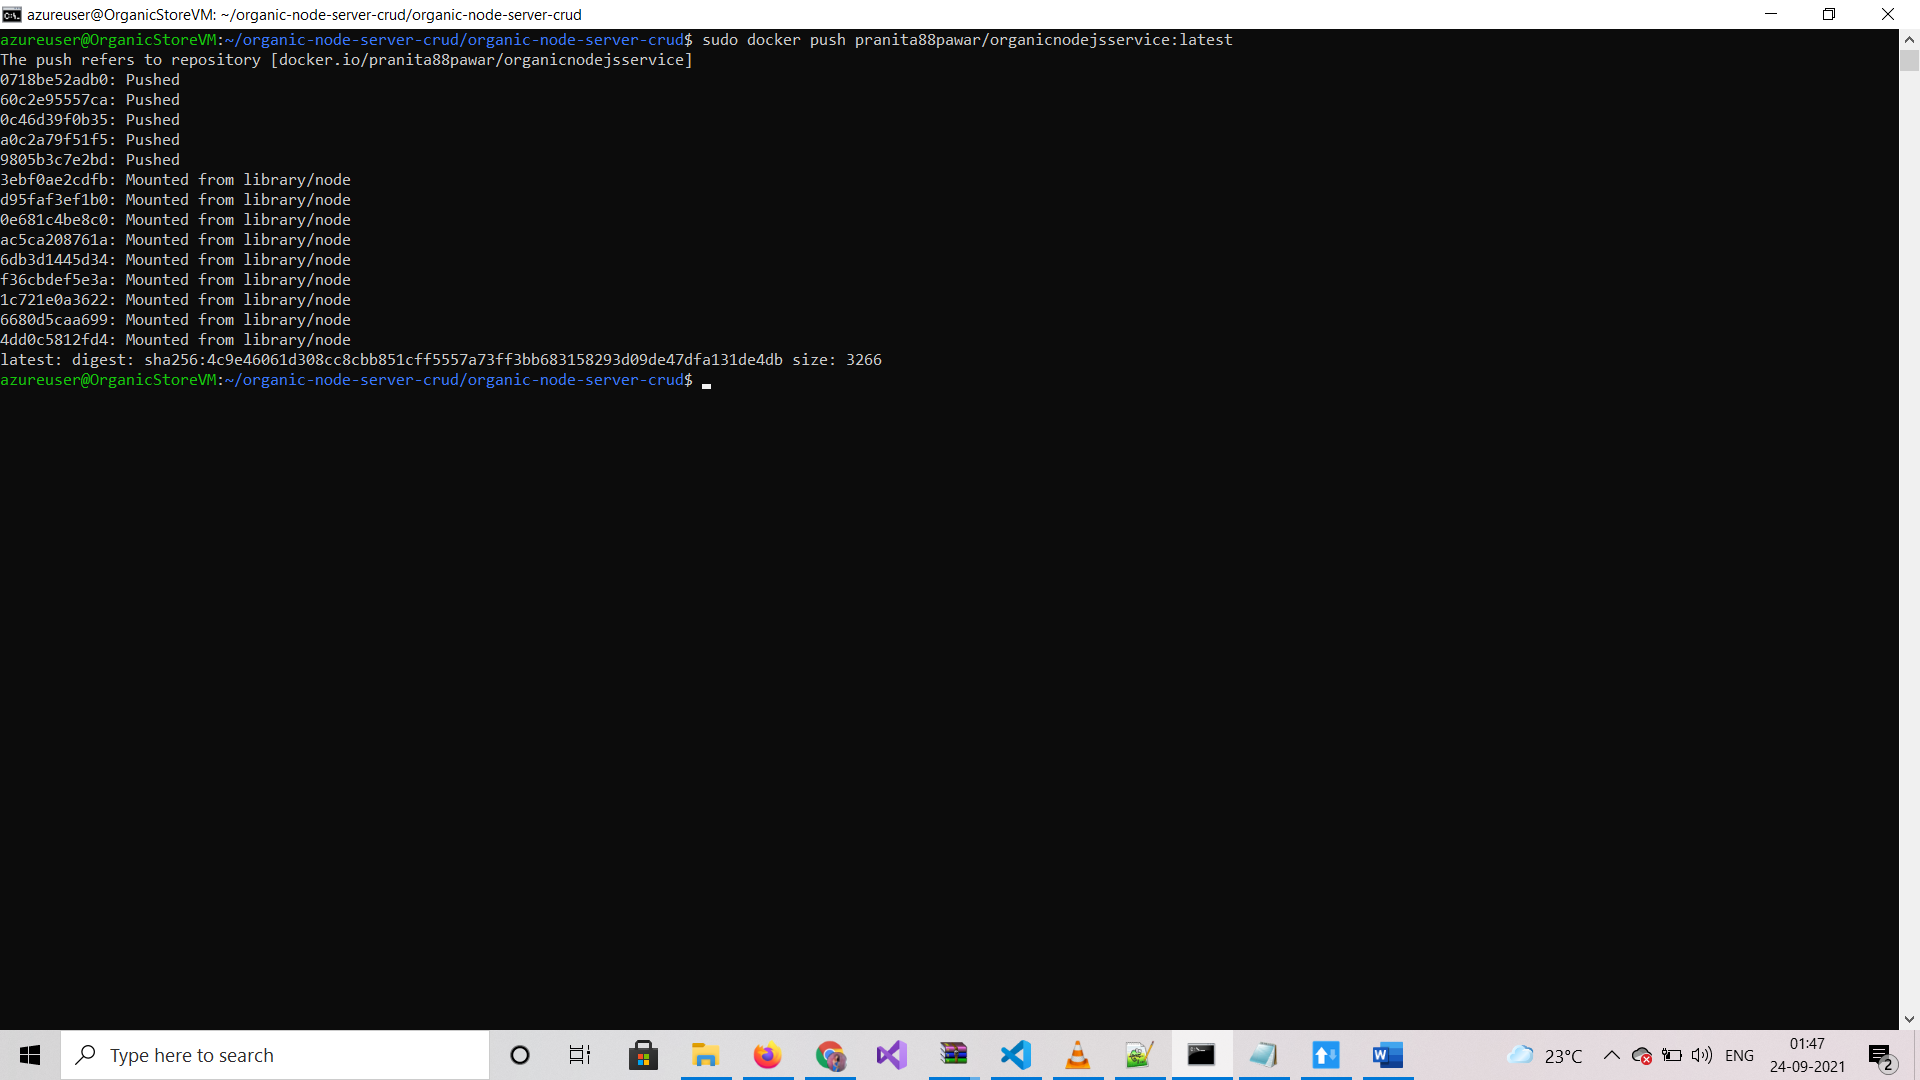 azureuser@OrganicStoreVM: ~/organic-node-server-crud/organic-node-server-crud
azureuser@OrganicStoreVM:~/organic-node-server-crud/organic-node-server-crud$ sudo docker push pranita88pawar/organicnodejsservice:latest
The push refers to repository [docker.io/pranita88pawar/organicnodejsservice]
0718be52adb0: Pushed
60c2e95557ca: Pushed
0c46d39f0b35: Pushed
a0c2a79f51f5: Pushed
9805b3c7e2bd: Pushed
3ebf0ae2cdfb: Mounted from library/node
d95faf3ef1b0: Mounted from library/node
0e681c4be8c0: Mounted from library/node
ac5ca208761a: Mounted from library/node
6db3d1445d34: Mounted from library/node
f36cbdef5e3a: Mounted from library/node
1c721e0a3622: Mounted from library/node
6680d5caa699: Mounted from library/node
4dd0c5812fd4: Mounted from library/node
latest: digest: sha256:4c9e46061d308cc8cbb851cff5557a73ff3bb683158293d09de47dfa131de4db size: 3266
azureuser@OrganicStoreVM:~/organic-node-server-crud/organic-node-server-crud$
Type here to search
23°C
ENG
01:47
24-09-2021
2